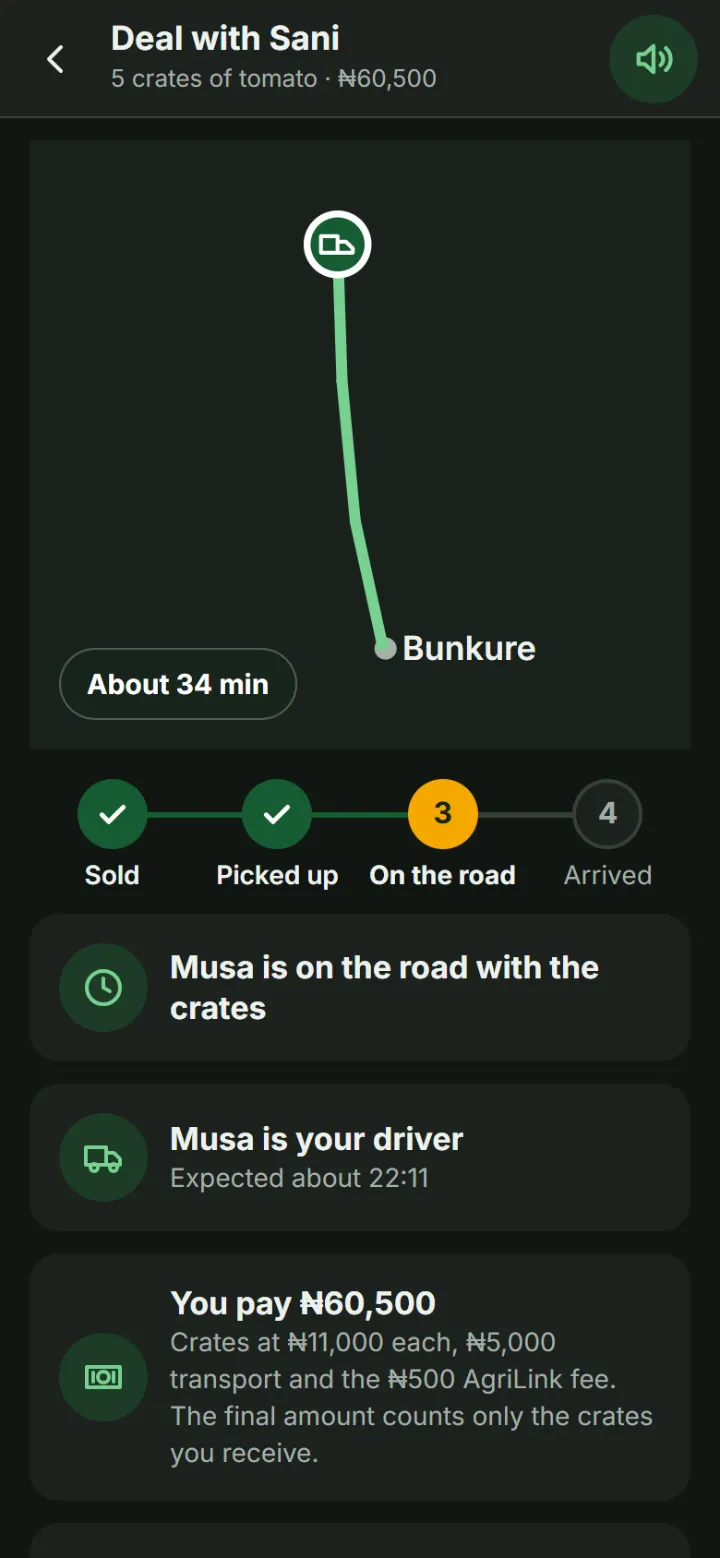 Deal with Sani
5 crates of tomato · ₦60,500
Bunkure
About 34 min
3
4
Sold
Picked up
On the road
Arrived
Musa is on the road with the
crates
Musa is your driver
Expected about 22:11
You pay ₦60,500
Crates at ₦11,000 each, ₦5,000
transport and the ₦500 AgriLink fee.
The final amount counts only the crates
you receive.